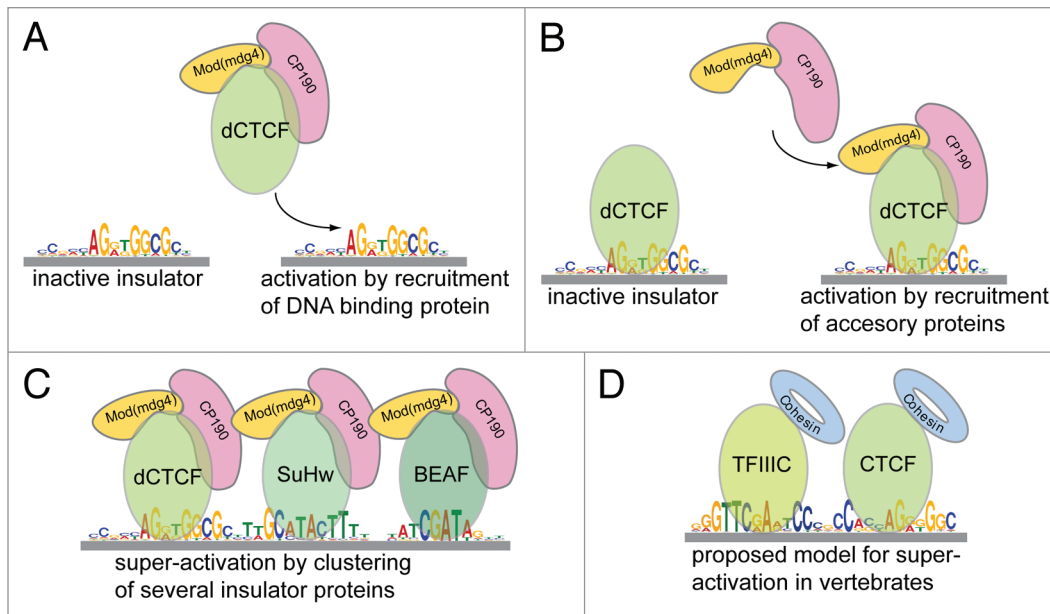 A
Mod(mdg4)
CP190
dCTCF
AGGTGGCGC
AGGTGGCGC
inactive insulator
activation by recruitment
of DNA binding protein
B
Mod(mdg4)
CP190
Mod(mdg4)
CP190
dCTCF
dCTCF
inactive insulator
activation by recruitment
of accesory proteins
C
Mod(mdg4)
CP190
Mod(mdg4)
CP190
Mod(mdg4)
CP190
dCTCF
SuHw
BEAF
super-activation by clustering
of several insulator proteins
D
Cohesin
Cohesin
TFIIIC
CTCF
proposed model for super-
activation in vertebrates